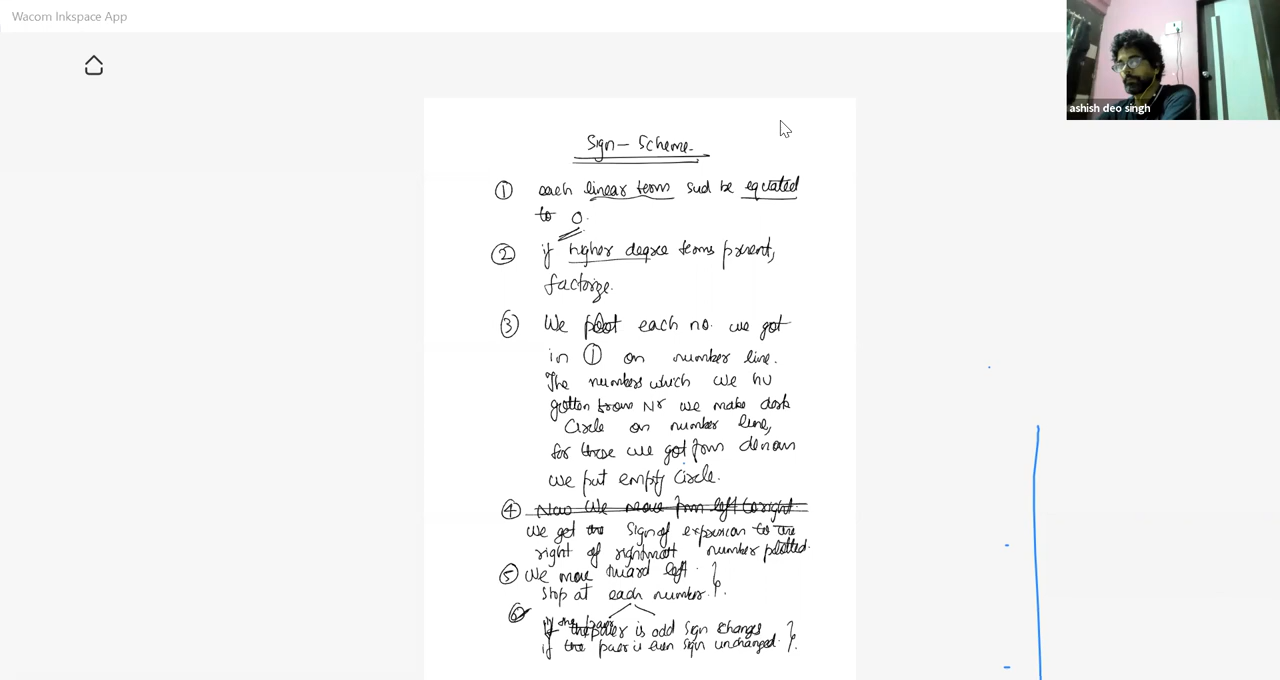 Wacom Inkspace App
ashish deo singh
Sign - Scheme.
① each linear term sud be equated
to 0.
② if higher degree terms present,
factorize.
③ We plot each no. we got
in ① on number line.
The numbers which we hv
gotten from Nr we make dark
Circle on number line,
for those we got from denom
we put empty circle.
④ Now We move from left to right.
we get the Sign of expression to the
right of rightmost number plotted.
⑤ We move toward left
stop at each number.
⑥
If the power is odd sign changes
if the power is even sign unchanged.